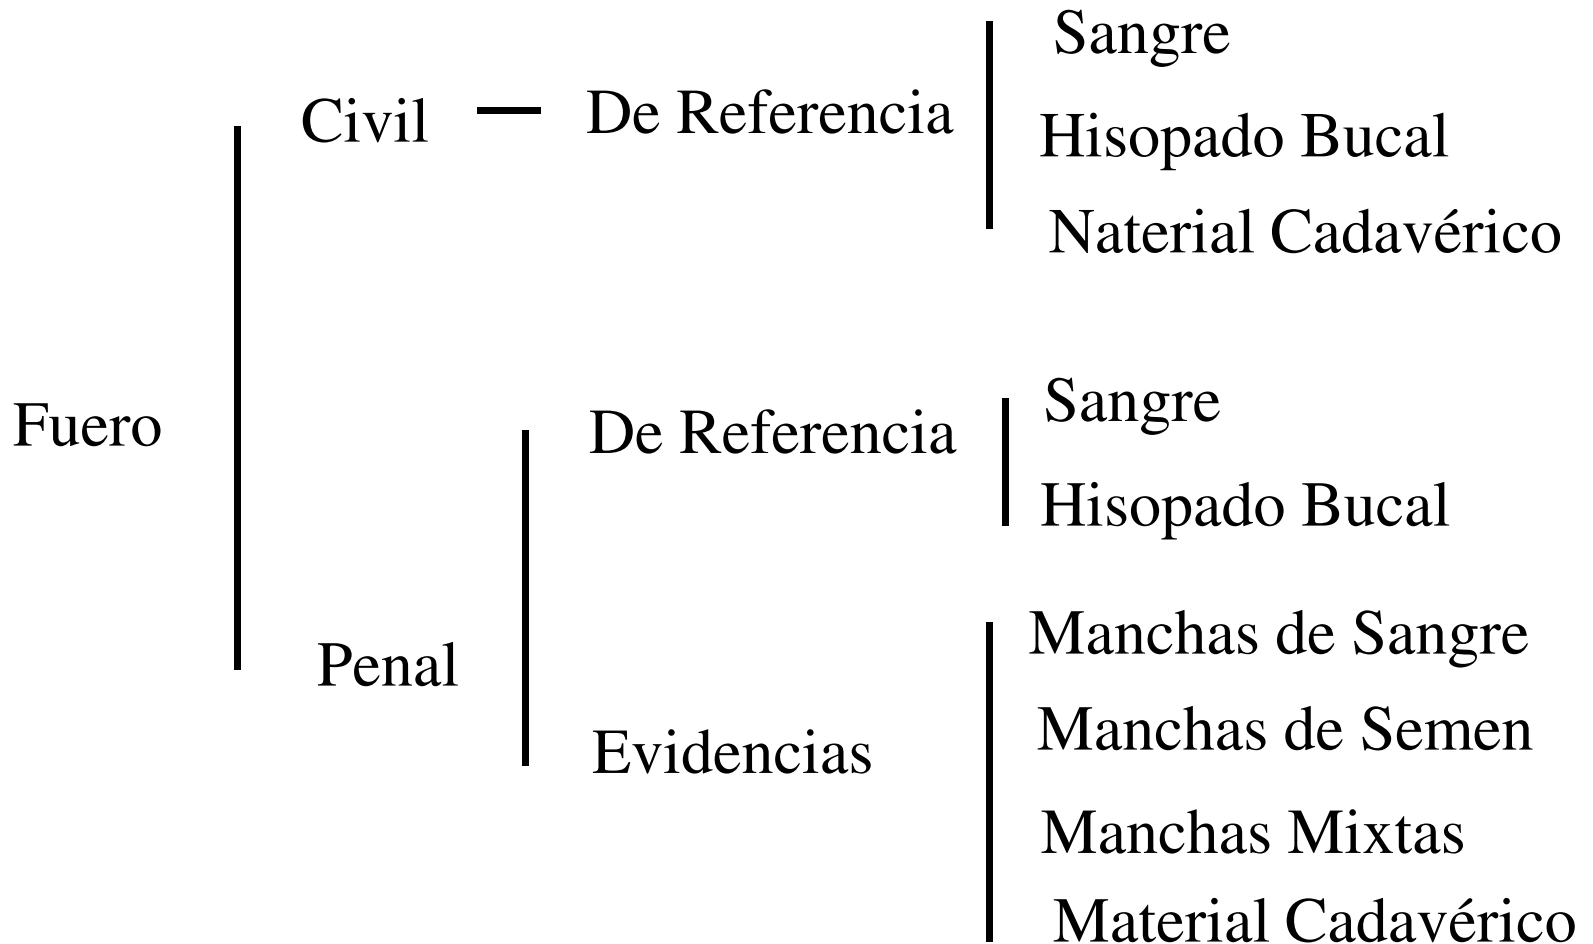 Fuero
Civil
De Referencia
Sangre
Hisopado Bucal
Naterial Cadavérico
Penal
De Referencia
Sangre
Hisopado Bucal
Evidencias
Manchas de Sangre
Manchas de Semen
Manchas Mixtas
Material Cadavérico